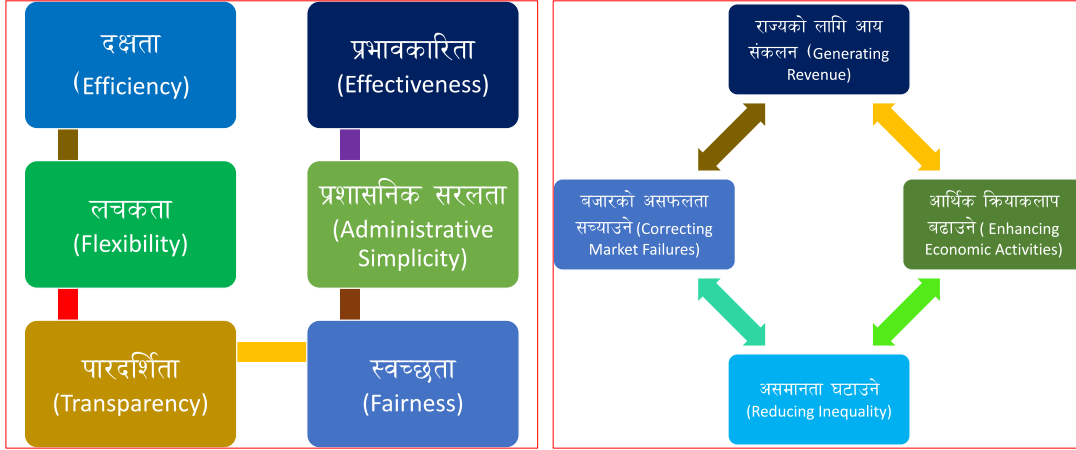 दक्षता
(Efficiency)
लचकता
(Flexibility)
पारदर्शिता
(Transparency)
स्वच्छता
(Fairness)
प्रशासनिक सरलता
(Administrative
Simplicity)
प्रभावकारिता
(Effectiveness)
राज्यको लागि आय
संकलन (Generating
Revenue)
बजारको असफलता
सच्याउने (Correcting
Market Failures)
आर्थिक क्रियाकलाप
बढाउने ( Enhancing
Economic Activities)
असमानता घटाउने
(Reducing Inequality)